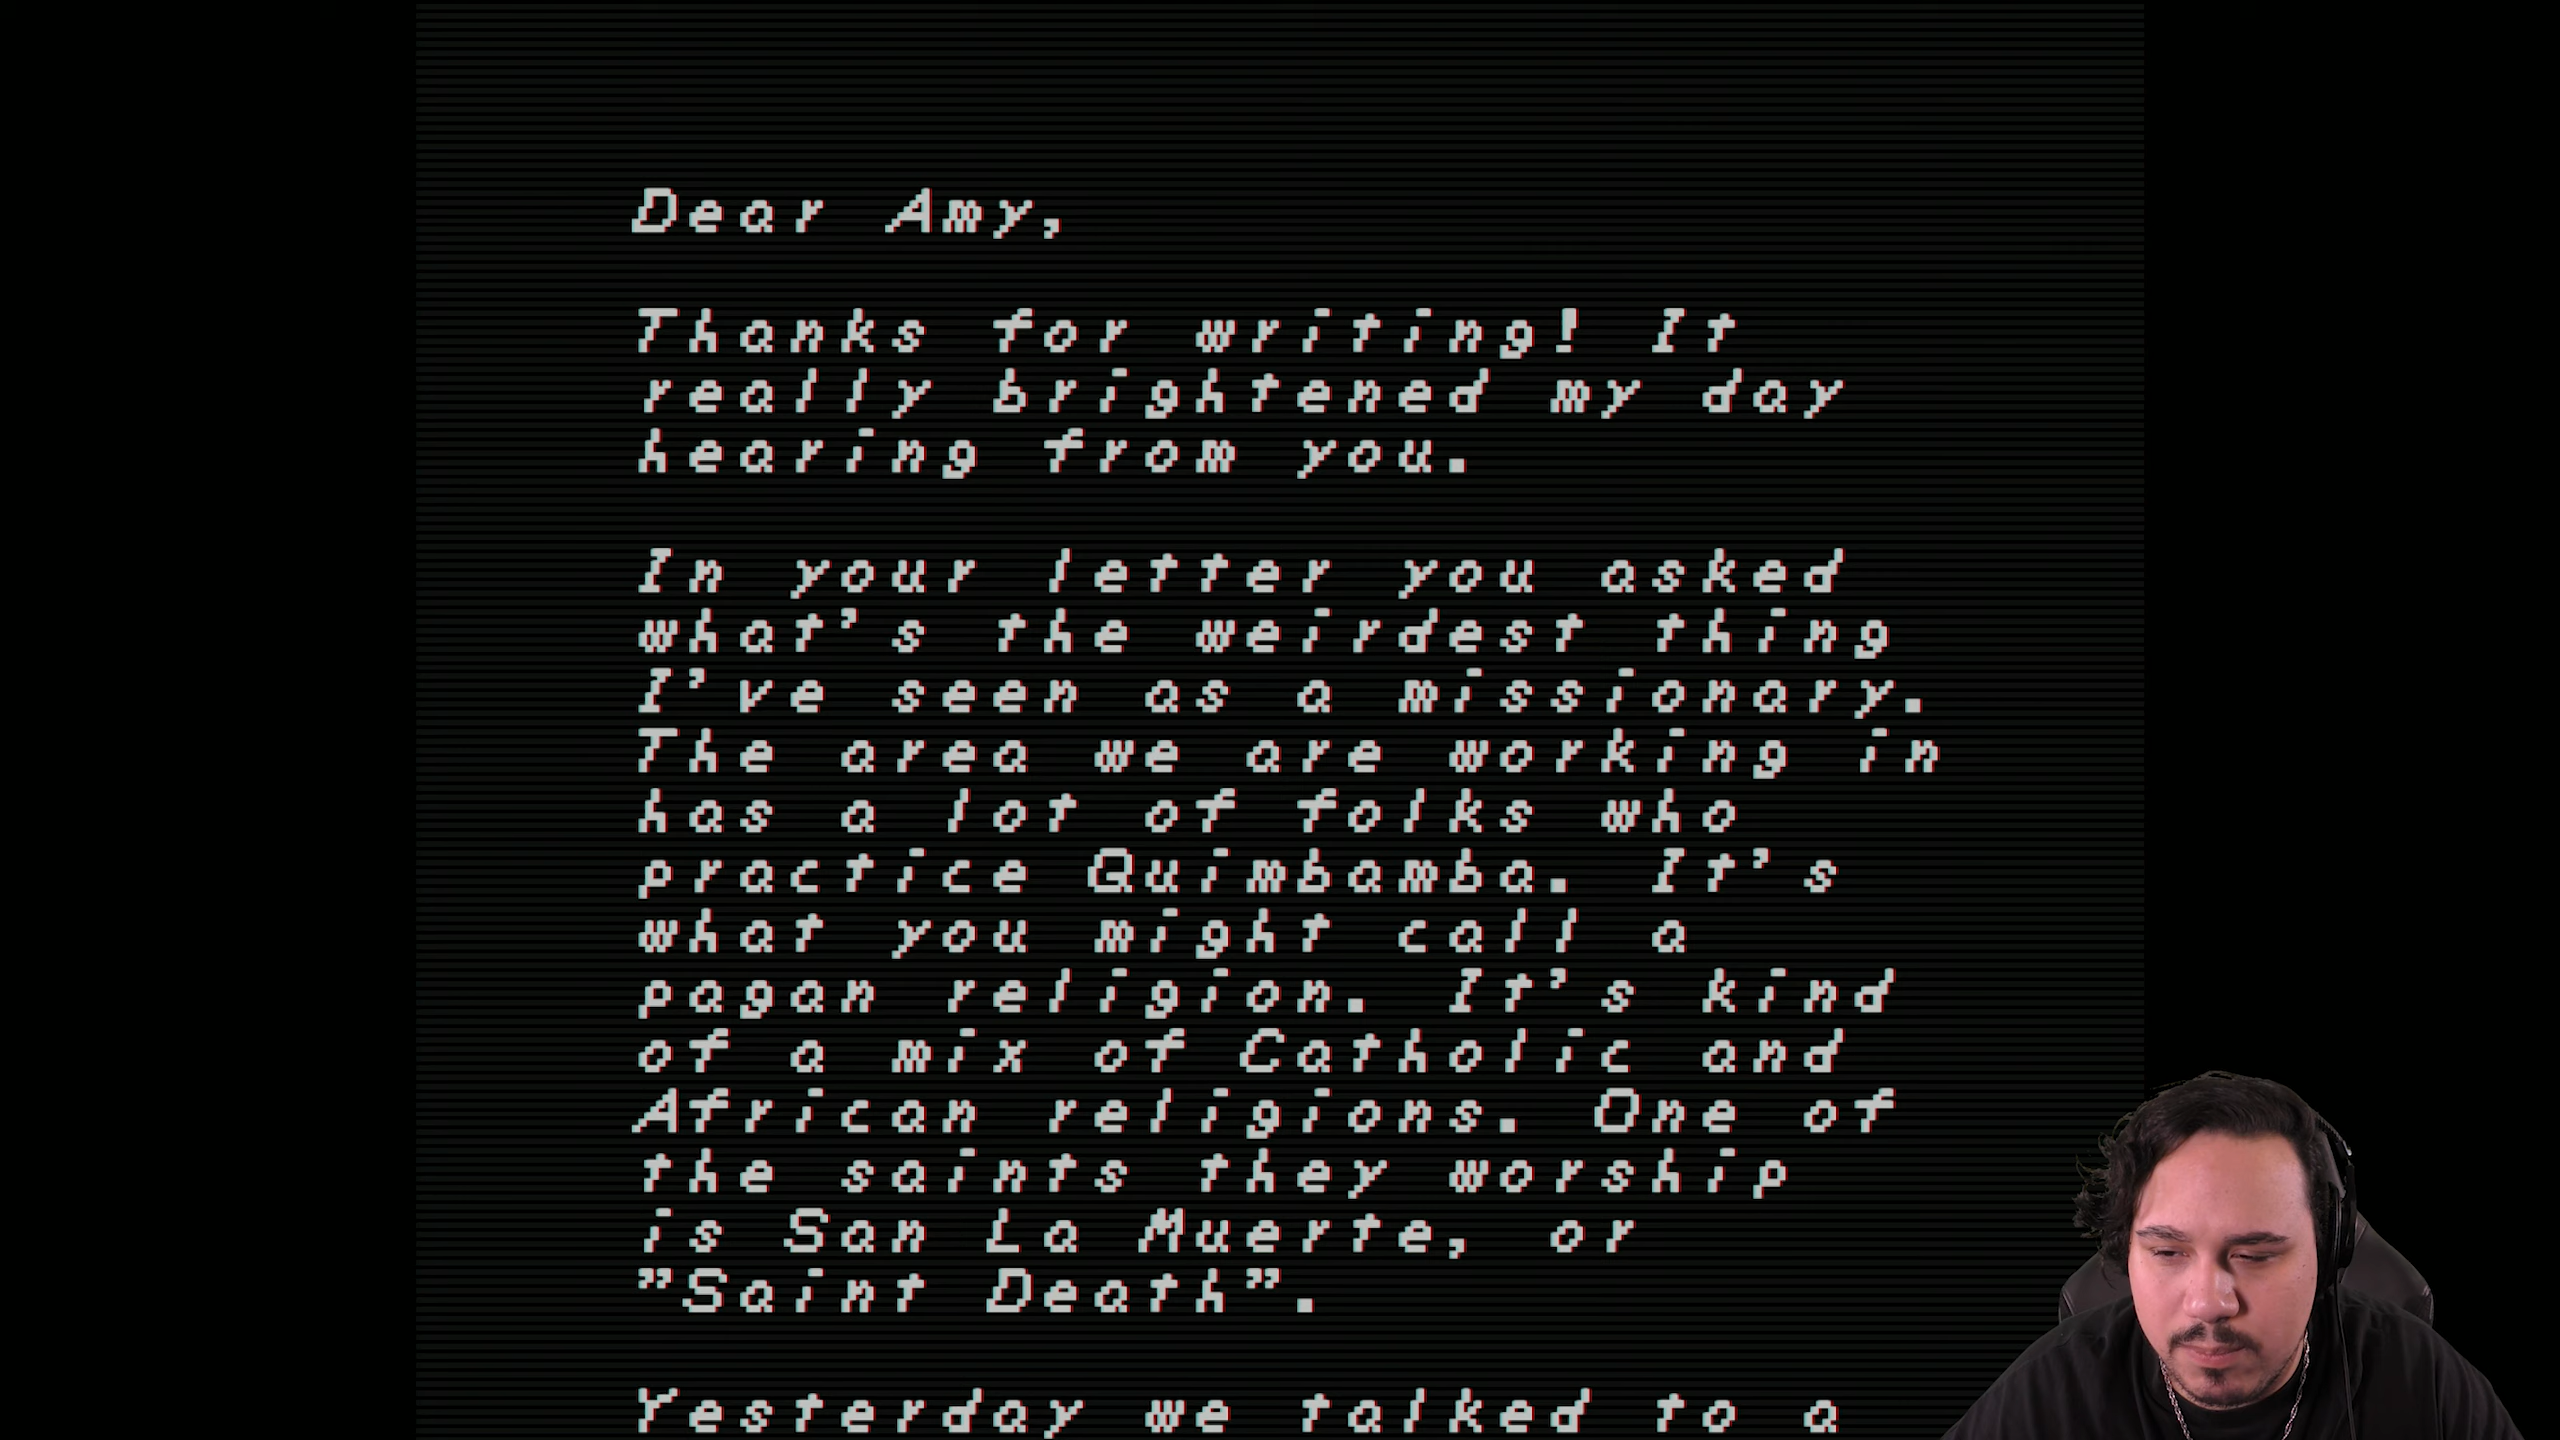 Dear Amy,
Thanks for writing! It
really brightened my day
hearing from you.
In your letter you asked
what's the weirdest thing
I've seen as a missionary.
The area we are working in
has a lot of folks who
practice Quimbamba. It's
what you might call a
pagan religion. It's kind
of a mix of Catholic and
African religions. One of
the saints they worship
is San La Muerte, or
"Saint Death".
Yesterday we talked to a